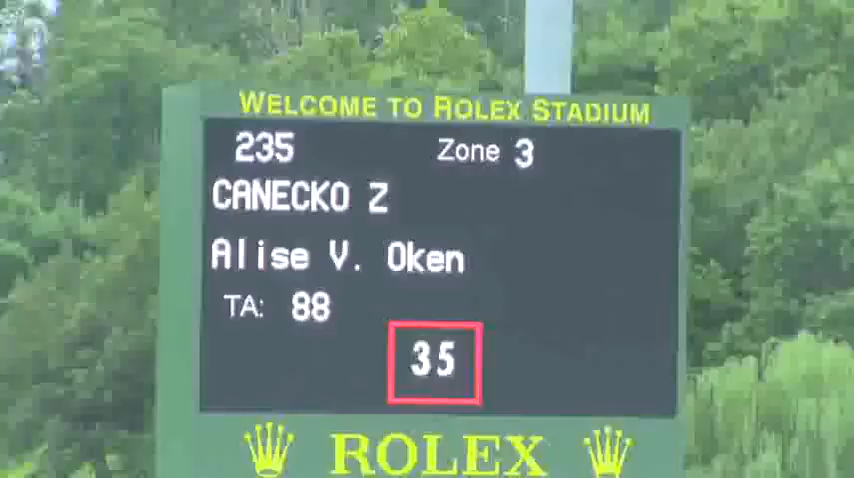 WELCOME TO ROLEX STADIUM
235 Zone 3
CANECKO Z
Alise V. Oken
TA: 88
35
ROLEX